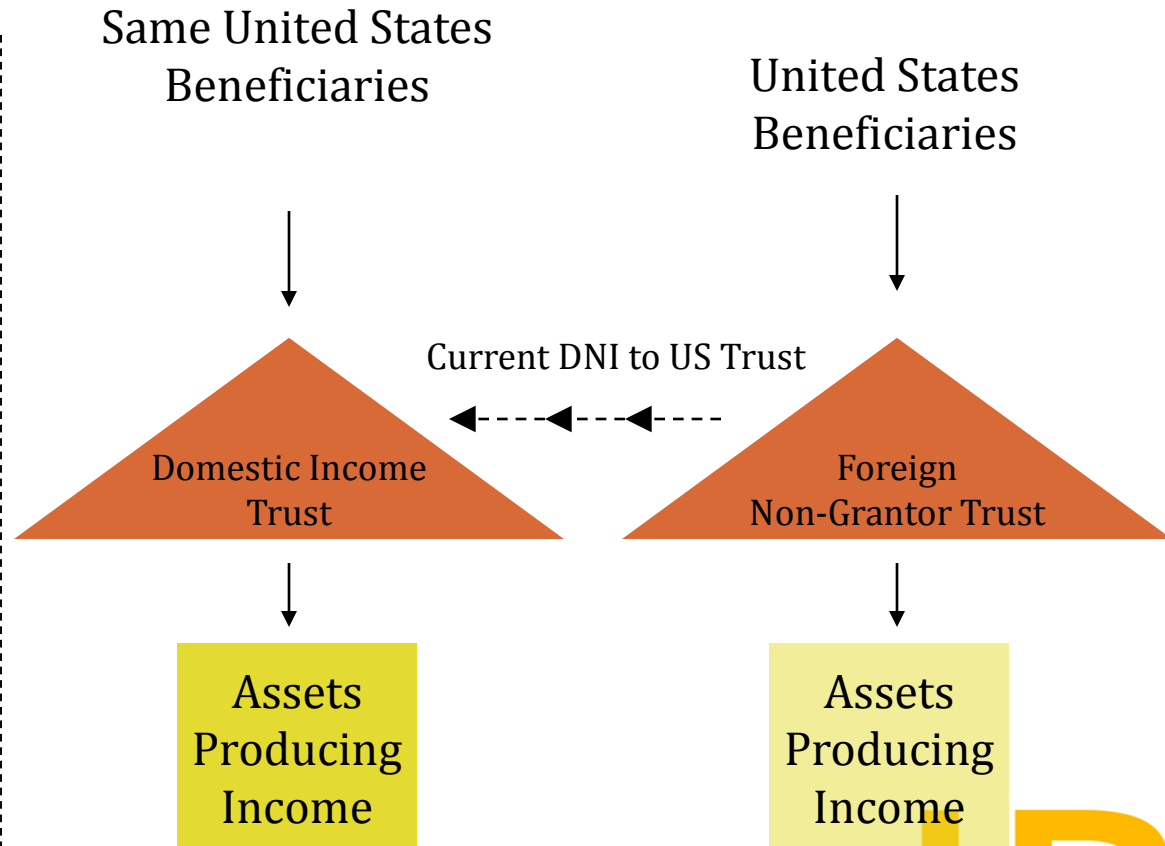 Same United States
Beneficiaries
United States
Beneficiaries
Current DNI to US Trust
Domestic Income
Trust
Foreign
Non-Grantor Trust
Assets
Producing
Income
Assets
Producing
Income